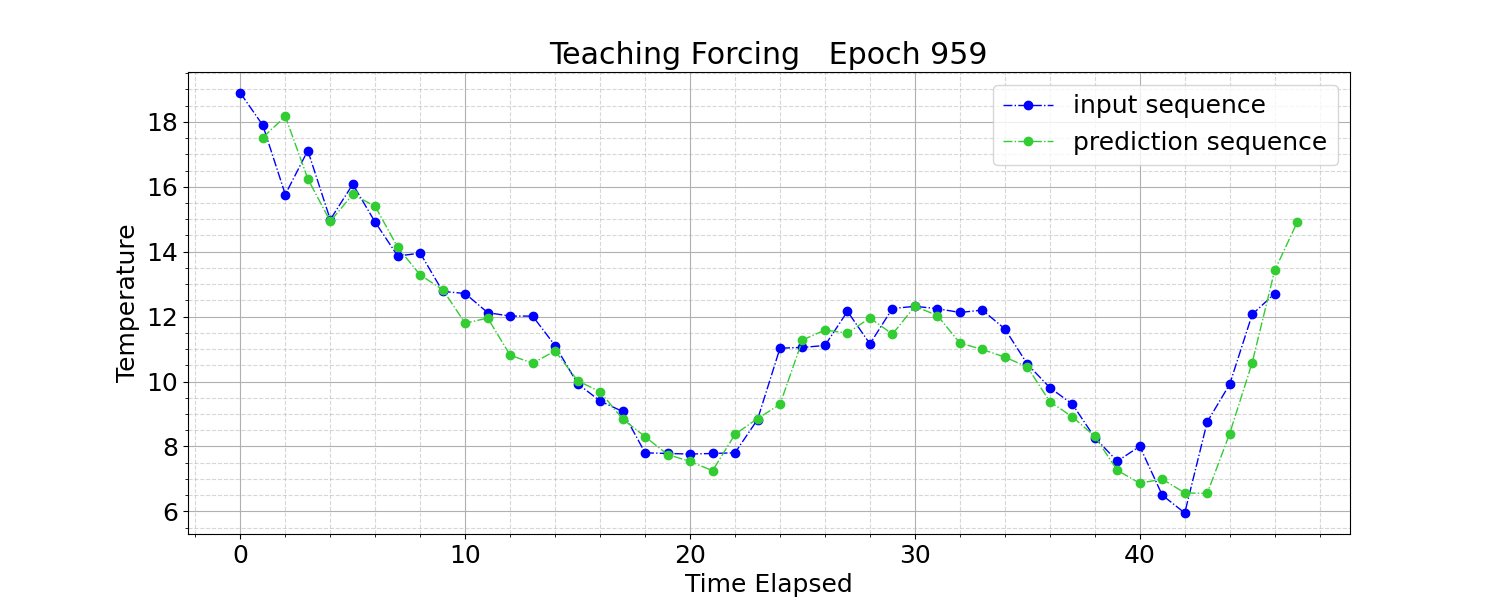 Teaching Forcing   Epoch 959
input sequence
prediction sequence
Temperature
18
16
14
12
10
8
6
0 10 20 30 40
Time Elapsed